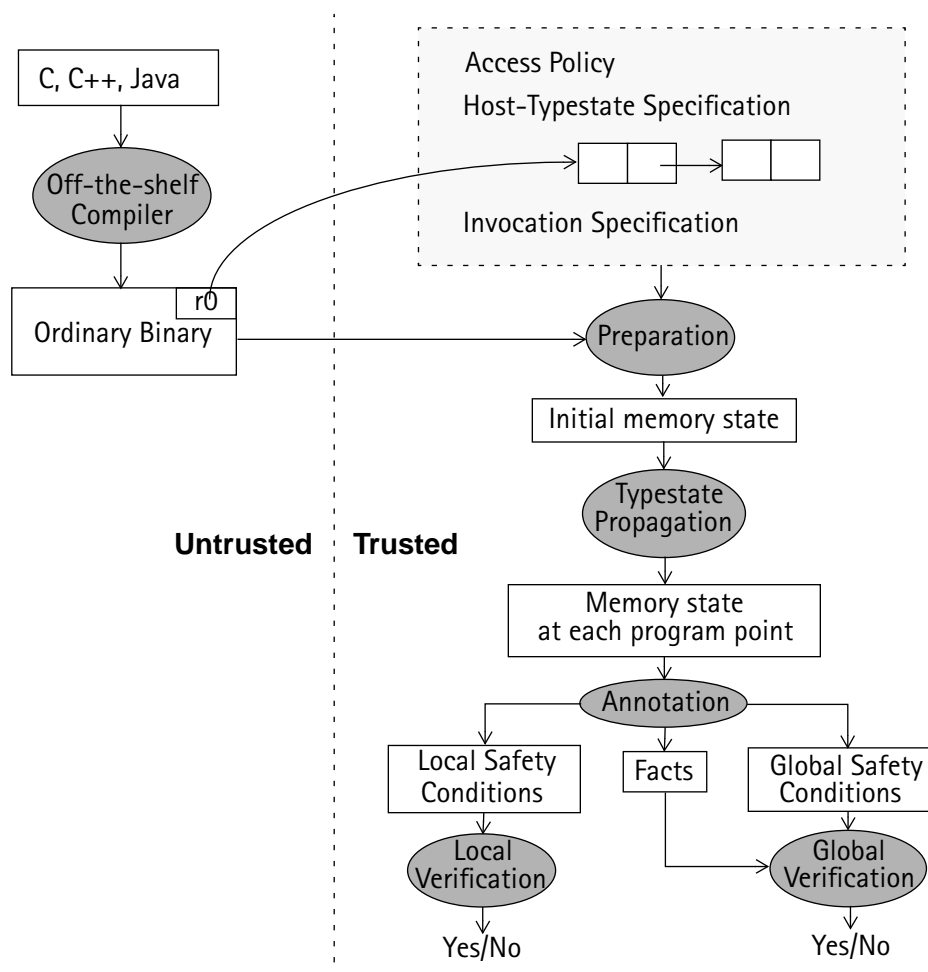 C, C++, Java
Off-the-shelf
Compiler
r0
Ordinary Binary
Access Policy
Host-Typestate Specification
Invocation Specification
Preparation
Initial memory state
Typestate
Propagation
Untrusted
Trusted
Memory state
at each program point
Annotation
Local Safety
Conditions
Facts
Global Safety
Conditions
Local
Verification
Global
Verification
Yes/No
Yes/No